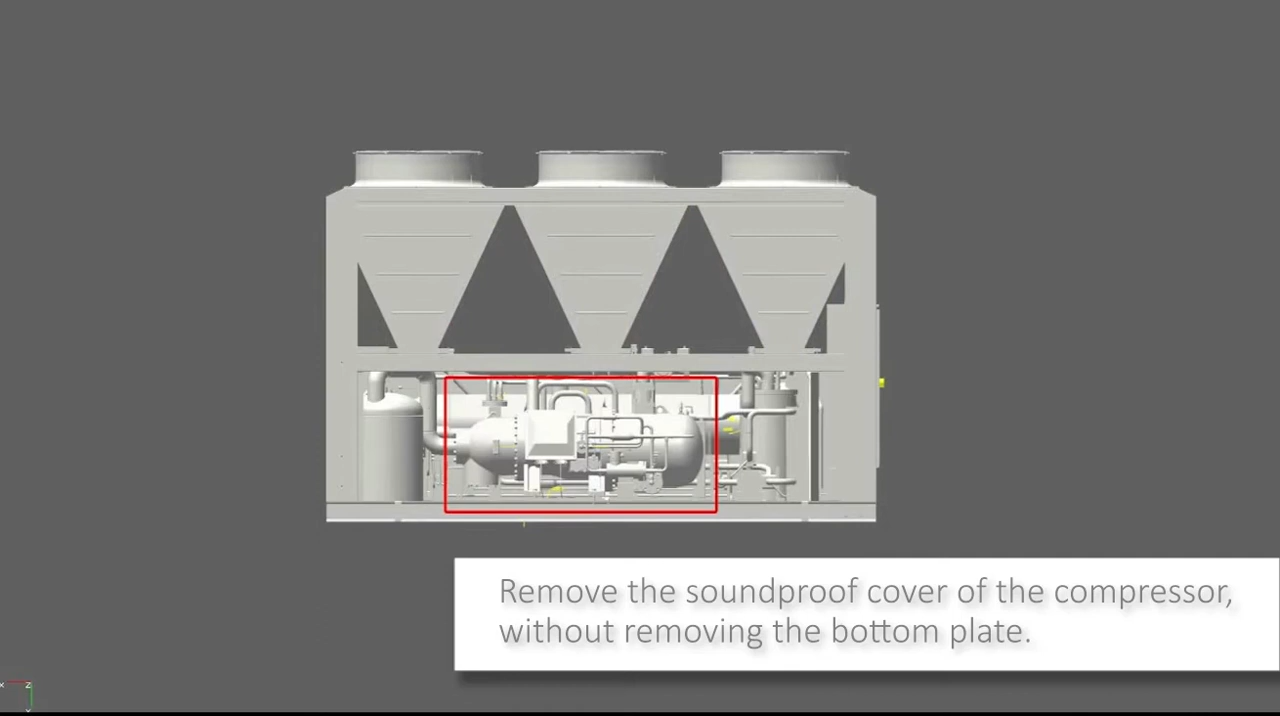 Remove the soundproof cover of the compressor,
without removing the bottom plate.
x z